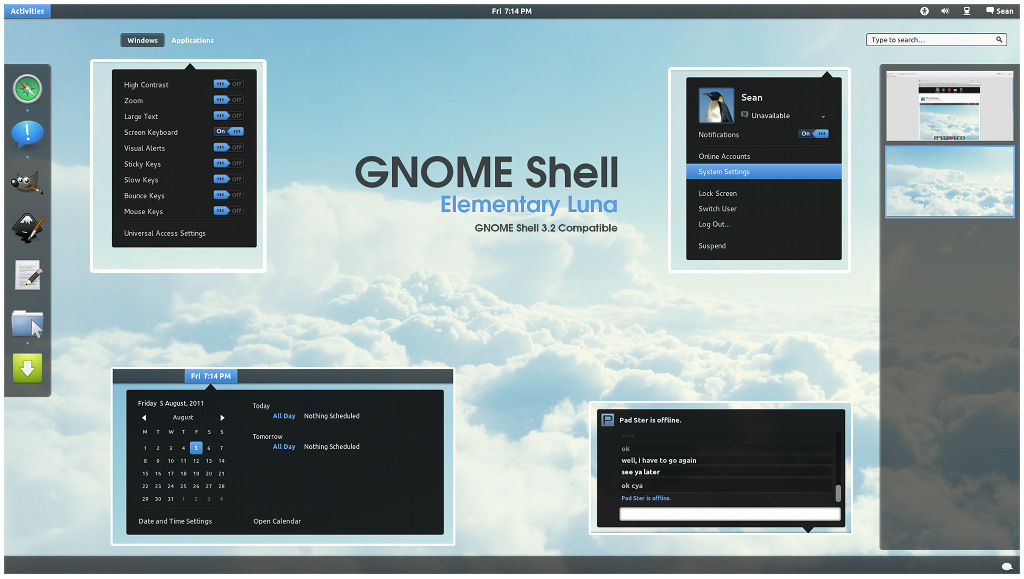 Activities
Fri 7:14 PM
Sean
Windows
Applications
Type to search...
High Contrast Off
Zoom Off
Large Text Off
Screen Keyboard On
Visual Alerts Off
Sticky Keys Off
Slow Keys Off
Bounce Keys Off
Mouse Keys Off
Universal Access Settings
GNOME Shell
Elementary Luna
GNOME Shell 3.2 Compatible
Sean
Unavailable
Notifications On
Online Accounts
System Settings
Lock Screen
Switch User
Log Out...
Suspend
Fri 7:14 PM
Friday 5 August, 2011
August
M T W T F S S
1 2 3 4 5 6 7
8 9 10 11 12 13 14
15 16 17 18 19 20 21
22 23 24 25 26 27 28
29 30 31 1 2 3 4
Date and Time Settings
Today
All Day Nothing Scheduled
Tomorrow
All Day Nothing Scheduled
Open Calendar
Pad Ster is offline.
ok
well, i have to go again
see ya later
ok cya
Pad Ster is offline.